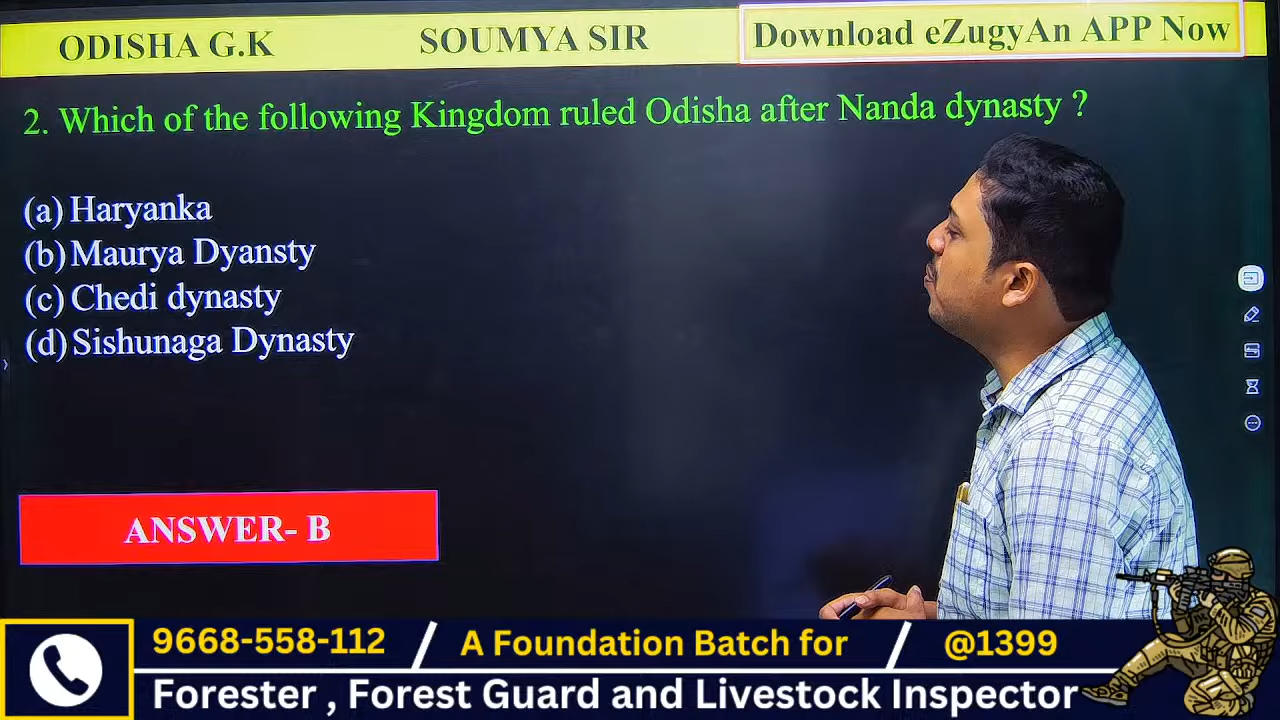 ODISHA G.K SOUMYA SIR Download eZugyAn APP Now
2. Which of the following Kingdom ruled Odisha after Nanda dynasty ?
(a) Haryanka
(b) Maurya Dyansty
(c) Chedi dynasty
(d) Sishunaga Dynasty
ANSWER- B
9668-558-112 / A Foundation Batch for / @1399
Forester , Forest Guard and Livestock Inspector